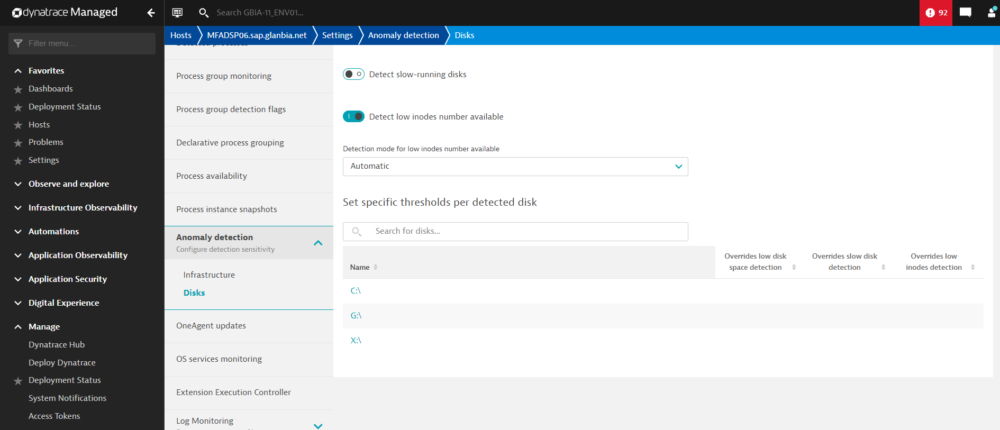 dynatrace Managed
Search GBIA-11_ENV01...
92
Filter menu...
Favorites
Dashboards
Deployment Status
Hosts
Problems
Settings
Observe and explore
Infrastructure Observability
Automations
Application Observability
Application Security
Digital Experience
Manage
Dynatrace Hub
Deploy Dynatrace
Deployment Status
System Notifications
Access Tokens
Hosts
MFADSP06.sap.glanbia.net
Settings
Anomaly detection
Disks
Detected processes
Process group monitoring
Process group detection flags
Declarative process grouping
Process availability
Process instance snapshots
Anomaly detection
Configure detection sensitivity
Infrastructure
Disks
OneAgent updates
OS services monitoring
Extension Execution Controller
Log Monitoring
Detect slow-running disks
Detect low inodes number available
Detection mode for low inodes number available
Automatic
Set specific thresholds per detected disk
Search for disks...
Name
Overrides low disk
space detection
Overrides slow disk
detection
Overrides low
inodes detection
C:\
G:\
X:\